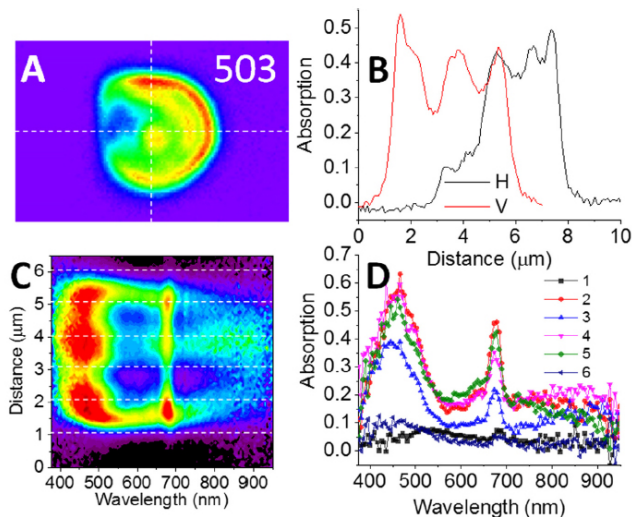 A
503
B
Absorption
0.5
0.4
0.3
0.2
0.1
0.0
H
V
0 2 4 6 8 10
Distance (μm)
C
Distance (μm)
6
5
4
3
2
1
0
400 500 600 700 800 900
Wavelength (nm)
D
Absorption
0.7
0.6
0.5
0.4
0.3
0.2
0.1
0.0
1
2
3
4
5
6
400 500 600 700 800 900
Wavelength (nm)